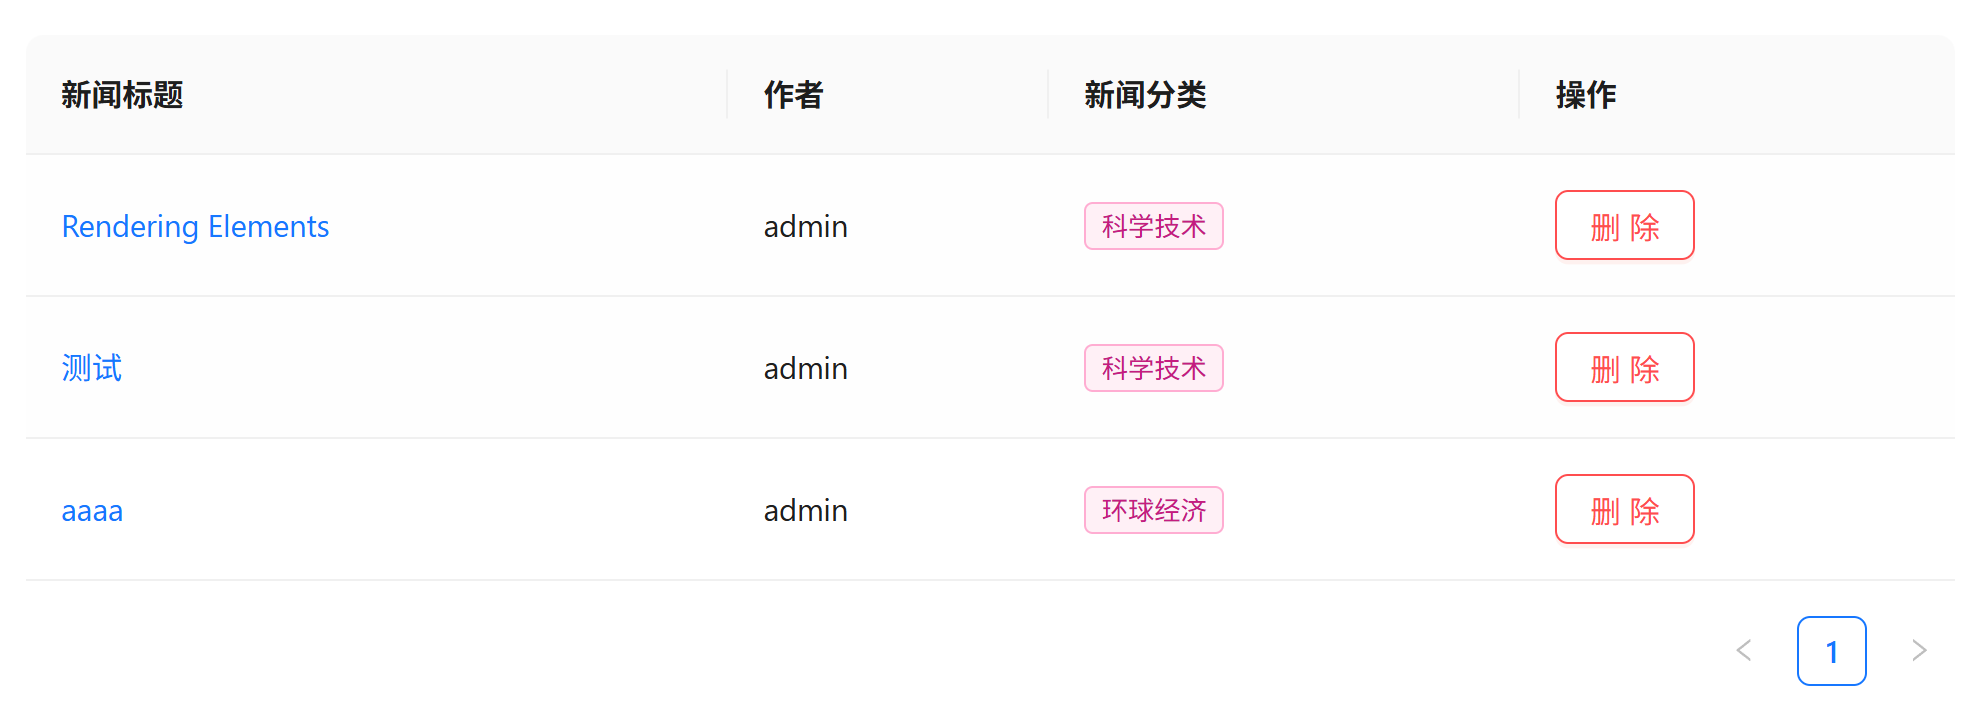 新闻标题 作者 新闻分类 操作
Rendering Elements admin 科学技术 删 除
测试 admin 科学技术 删 除
aaaa admin 环球经济 删 除
< 1 >